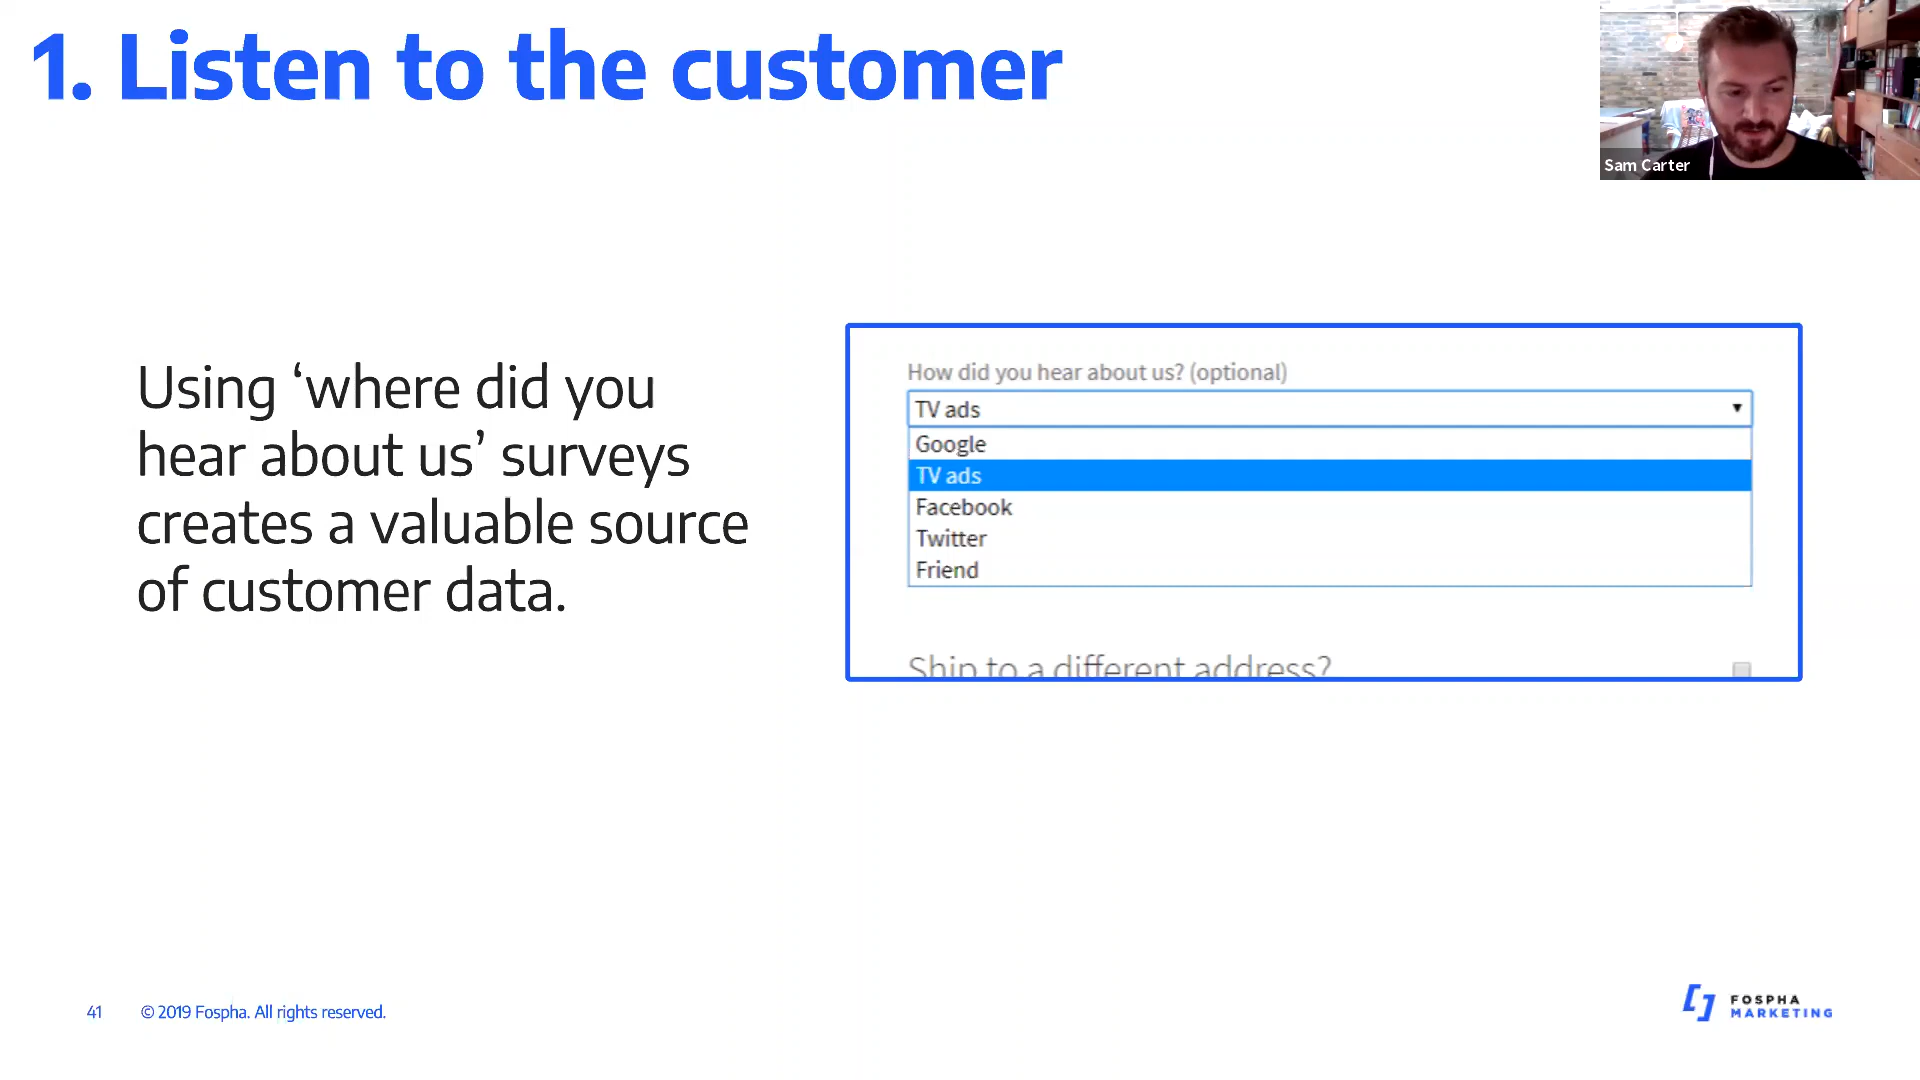 1. Listen to the customer
Sam Carter
Using ‘where did you
hear about us’ surveys
creates a valuable source
of customer data.
How did you hear about us? (optional)
TV ads
Google
TV ads
Facebook
Twitter
Friend
Ship to a different address?
41 © 2019 Fospha. All rights reserved.
FOSPHA
MARKETING